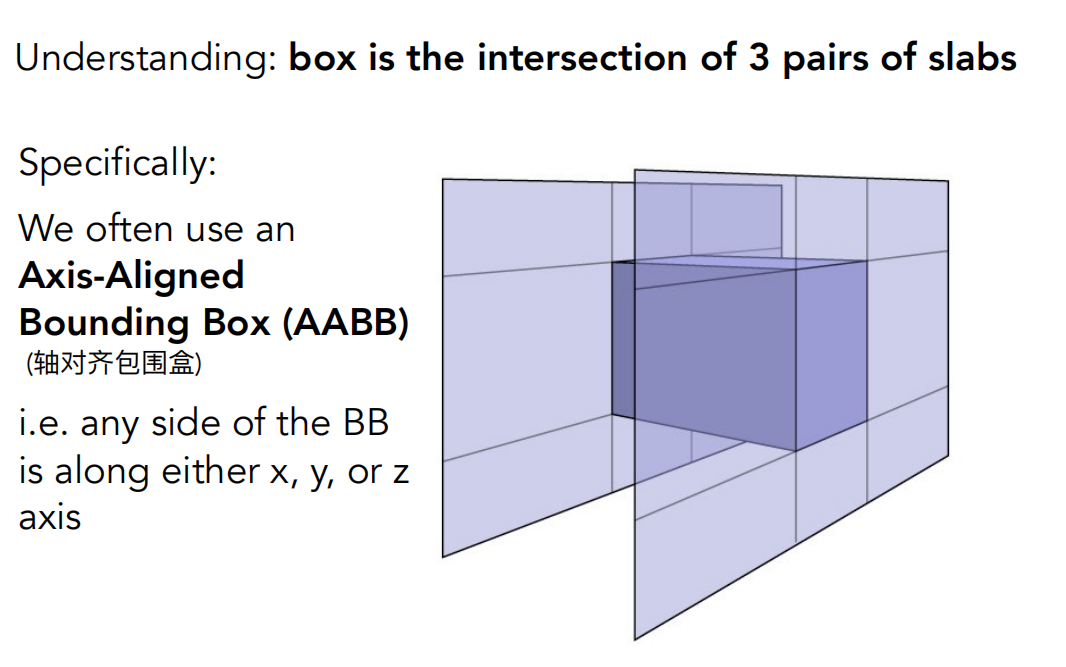 Understanding: box is the intersection of 3 pairs of slabs
Specifically:
We often use an
Axis-Aligned
Bounding Box (AABB)
(轴对齐包围盒)
i.e. any side of the BB
is along either x, y, or z
axis